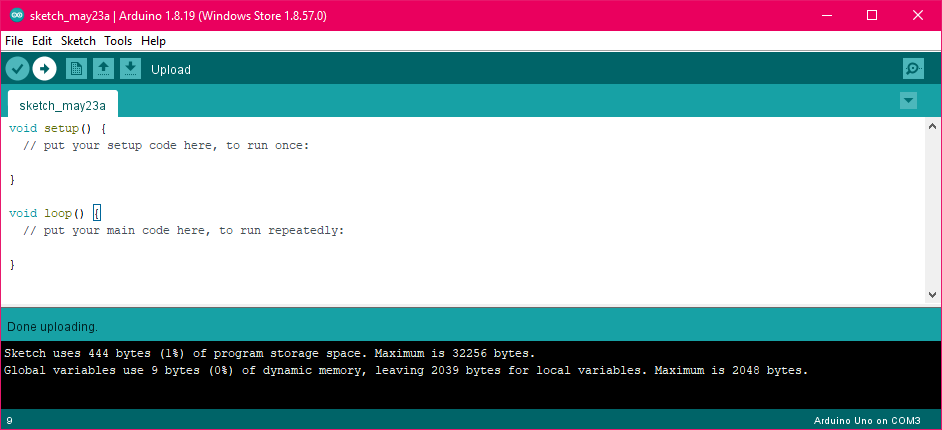 sketch_may23a | Arduino 1.8.19 (Windows Store 1.8.57.0)
File Edit Sketch Tools Help
Upload
sketch_may23a
void setup() {
  // put your setup code here, to run once:
}
void loop() {
  // put your main code here, to run repeatedly:
}
Done uploading.
Sketch uses 444 bytes (1%) of program storage space. Maximum is 32256 bytes.
Global variables use 9 bytes (0%) of dynamic memory, leaving 2039 bytes for local variables. Maximum is 2048 bytes.
9 Arduino Uno on COM3